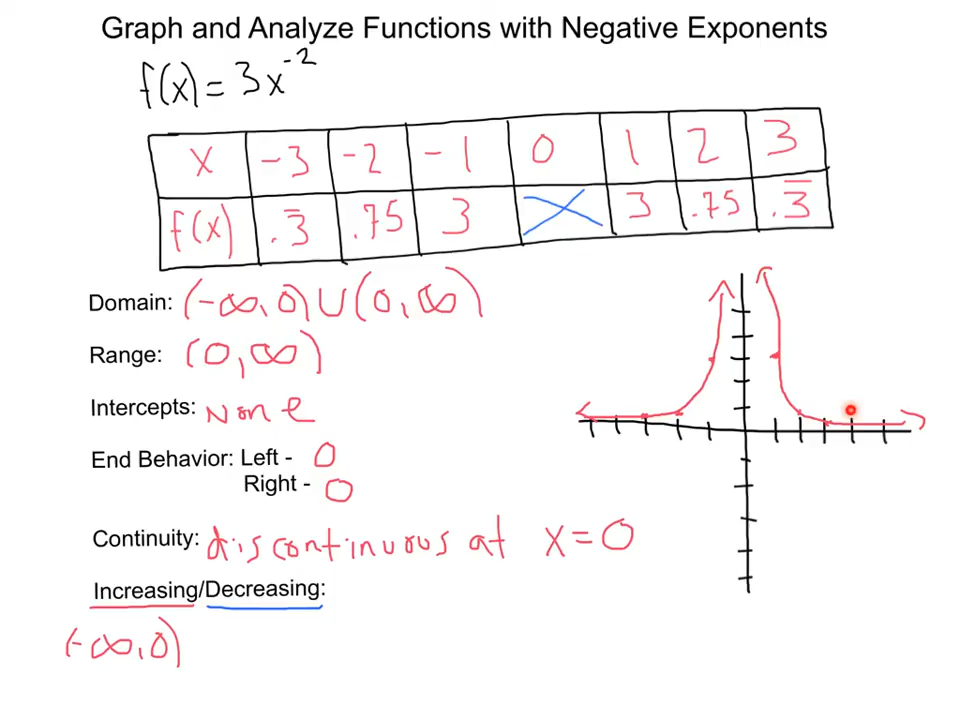 Graph and Analyze Functions with Negative Exponents
f(x) = 3x⁻²
x -3 -2 -1 0 1 2 3
f(x) .3̅ .75 3 3 .75 .3̅
Domain: (-∞, 0) ∪ (0, ∞)
Range: (0, ∞)
Intercepts: None
End Behavior: Left - 0
Right - 0
Continuity: discontinuous at x = 0
Increasing/Decreasing:
(-∞, 0)